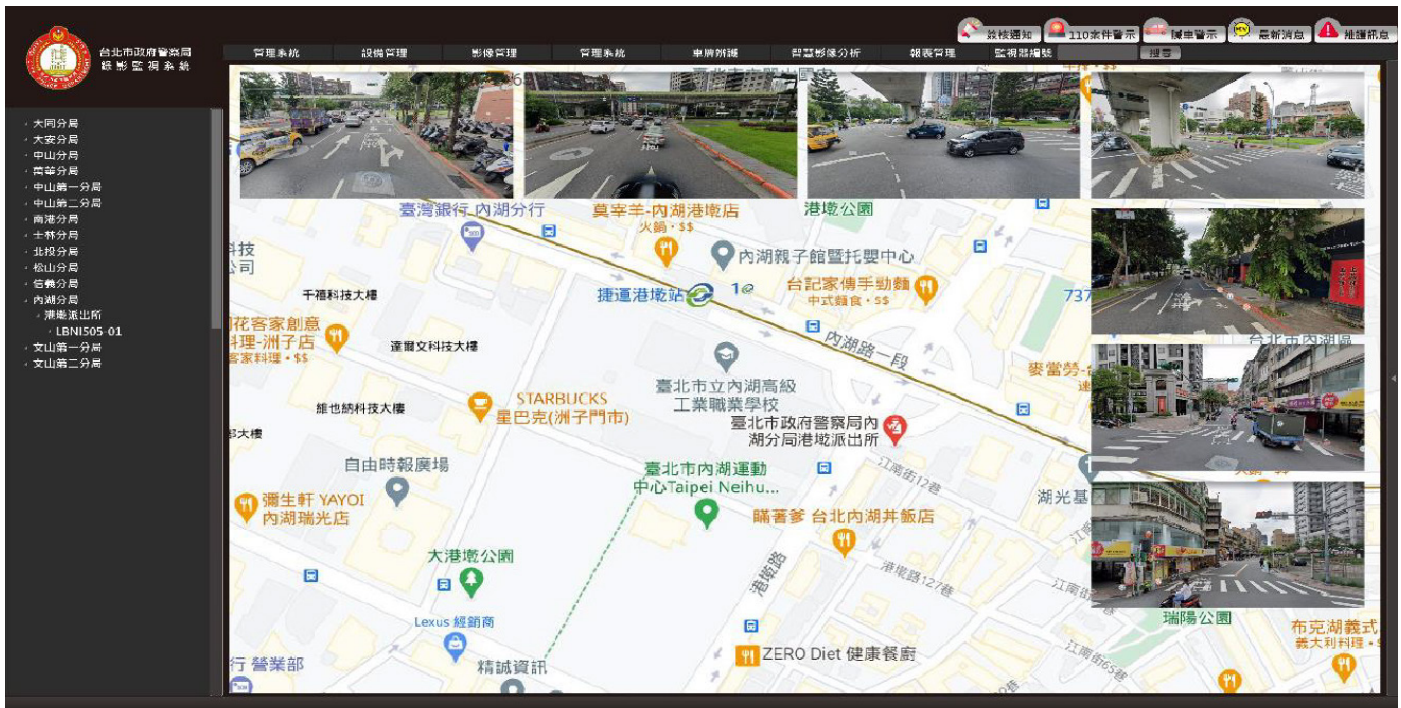 台北市政府警察局
錄影監視系統
簽核通知
110案件警示
贓車警示
最新消息
維護訊息
管理系統
設備管理
影像管理
管理系統
車牌辨識
智慧影像分析
報表管理
監視器編號
搜尋
大同分局
大安分局
中山分局
萬華分局
中山第一分局
中山第二分局
南港分局
士林分局
北投分局
松山分局
信義分局
內湖分局
港墘派出所
LBNI505-01
文山第一分局
文山第二分局
臺灣銀行 內湖分行
莫宰羊-內湖港墘店
火鍋・$$
港墘公園
科技
公司
內湖親子館暨托嬰中心
千禧科技大樓
捷運港墘站
1
台記家傳手勁麵
中式麵食・$$
737
花客家創意
料理-洲子店
客家料理・$$
達爾文科技大樓
內湖路一段
台北市內湖區
麥當勞-
臺北市立內湖高級
工業職業學校
STARBUCKS
星巴克(洲子門市)
維也納科技大樓
臺北市政府警察局內
湖分局港墘派出所
大樓
自由時報廣場
臺北市內湖運動
中心Taipei Neihu...
江南街12巷
湖光基
彌生軒 YAYOI
內湖瑞光店
瞞著爹 台北內湖丼飯店
大港墘公園
港墘路
港墘路127巷
江南街
瑞陽公園
Lexus 經銷商
布克湖義式
義大利料理・$
行 營業部
精誠資訊
ZERO Diet 健康餐廚
江南街65巷